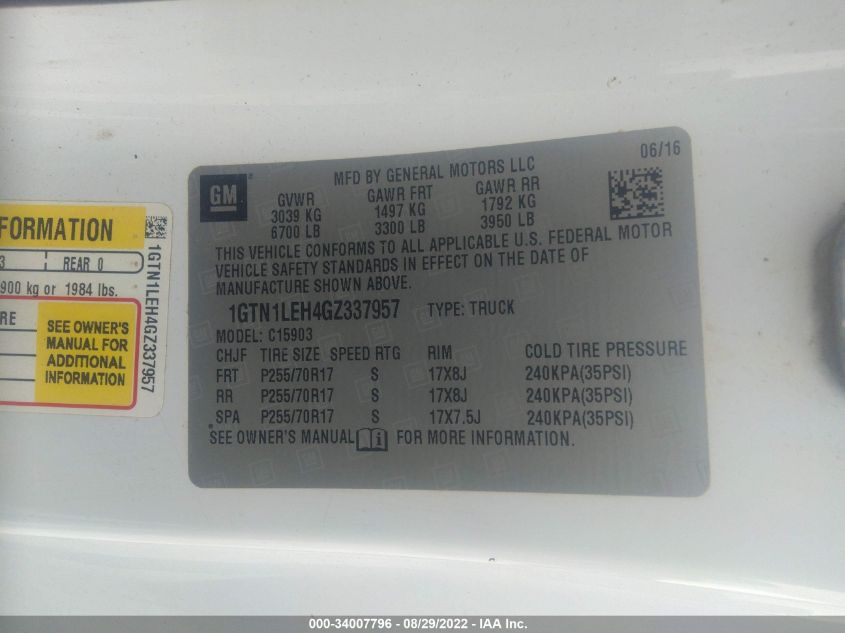 GM
MFD BY GENERAL MOTORS LLC
06/16
GVWR GAWR FRT GAWR RR
3039 KG 1497 KG 1792 KG
6700 LB 3300 LB 3950 LB
THIS VEHICLE CONFORMS TO ALL APPLICABLE U.S. FEDERAL MOTOR
VEHICLE SAFETY STANDARDS IN EFFECT ON THE DATE OF
MANUFACTURE SHOWN ABOVE.
1GTN1LEH4GZ337957 TYPE: TRUCK
MODEL: C15903
CHJF TIRE SIZE SPEED RTG RIM COLD TIRE PRESSURE
FRT P255/70R17 S 17X8J 240KPA(35PSI)
RR P255/70R17 S 17X8J 240KPA(35PSI)
SPA P255/70R17 S 17X7.5J 240KPA(35PSI)
SEE OWNER'S MANUAL FOR MORE INFORMATION.
FORMATION
3 REAR 0
900 kg or 1984 lbs.
RE
SEE OWNER'S
MANUAL FOR
ADDITIONAL
INFORMATION
1GTN1LEH4GZ337957
000-34007796 - 08/29/2022 - IAA Inc.